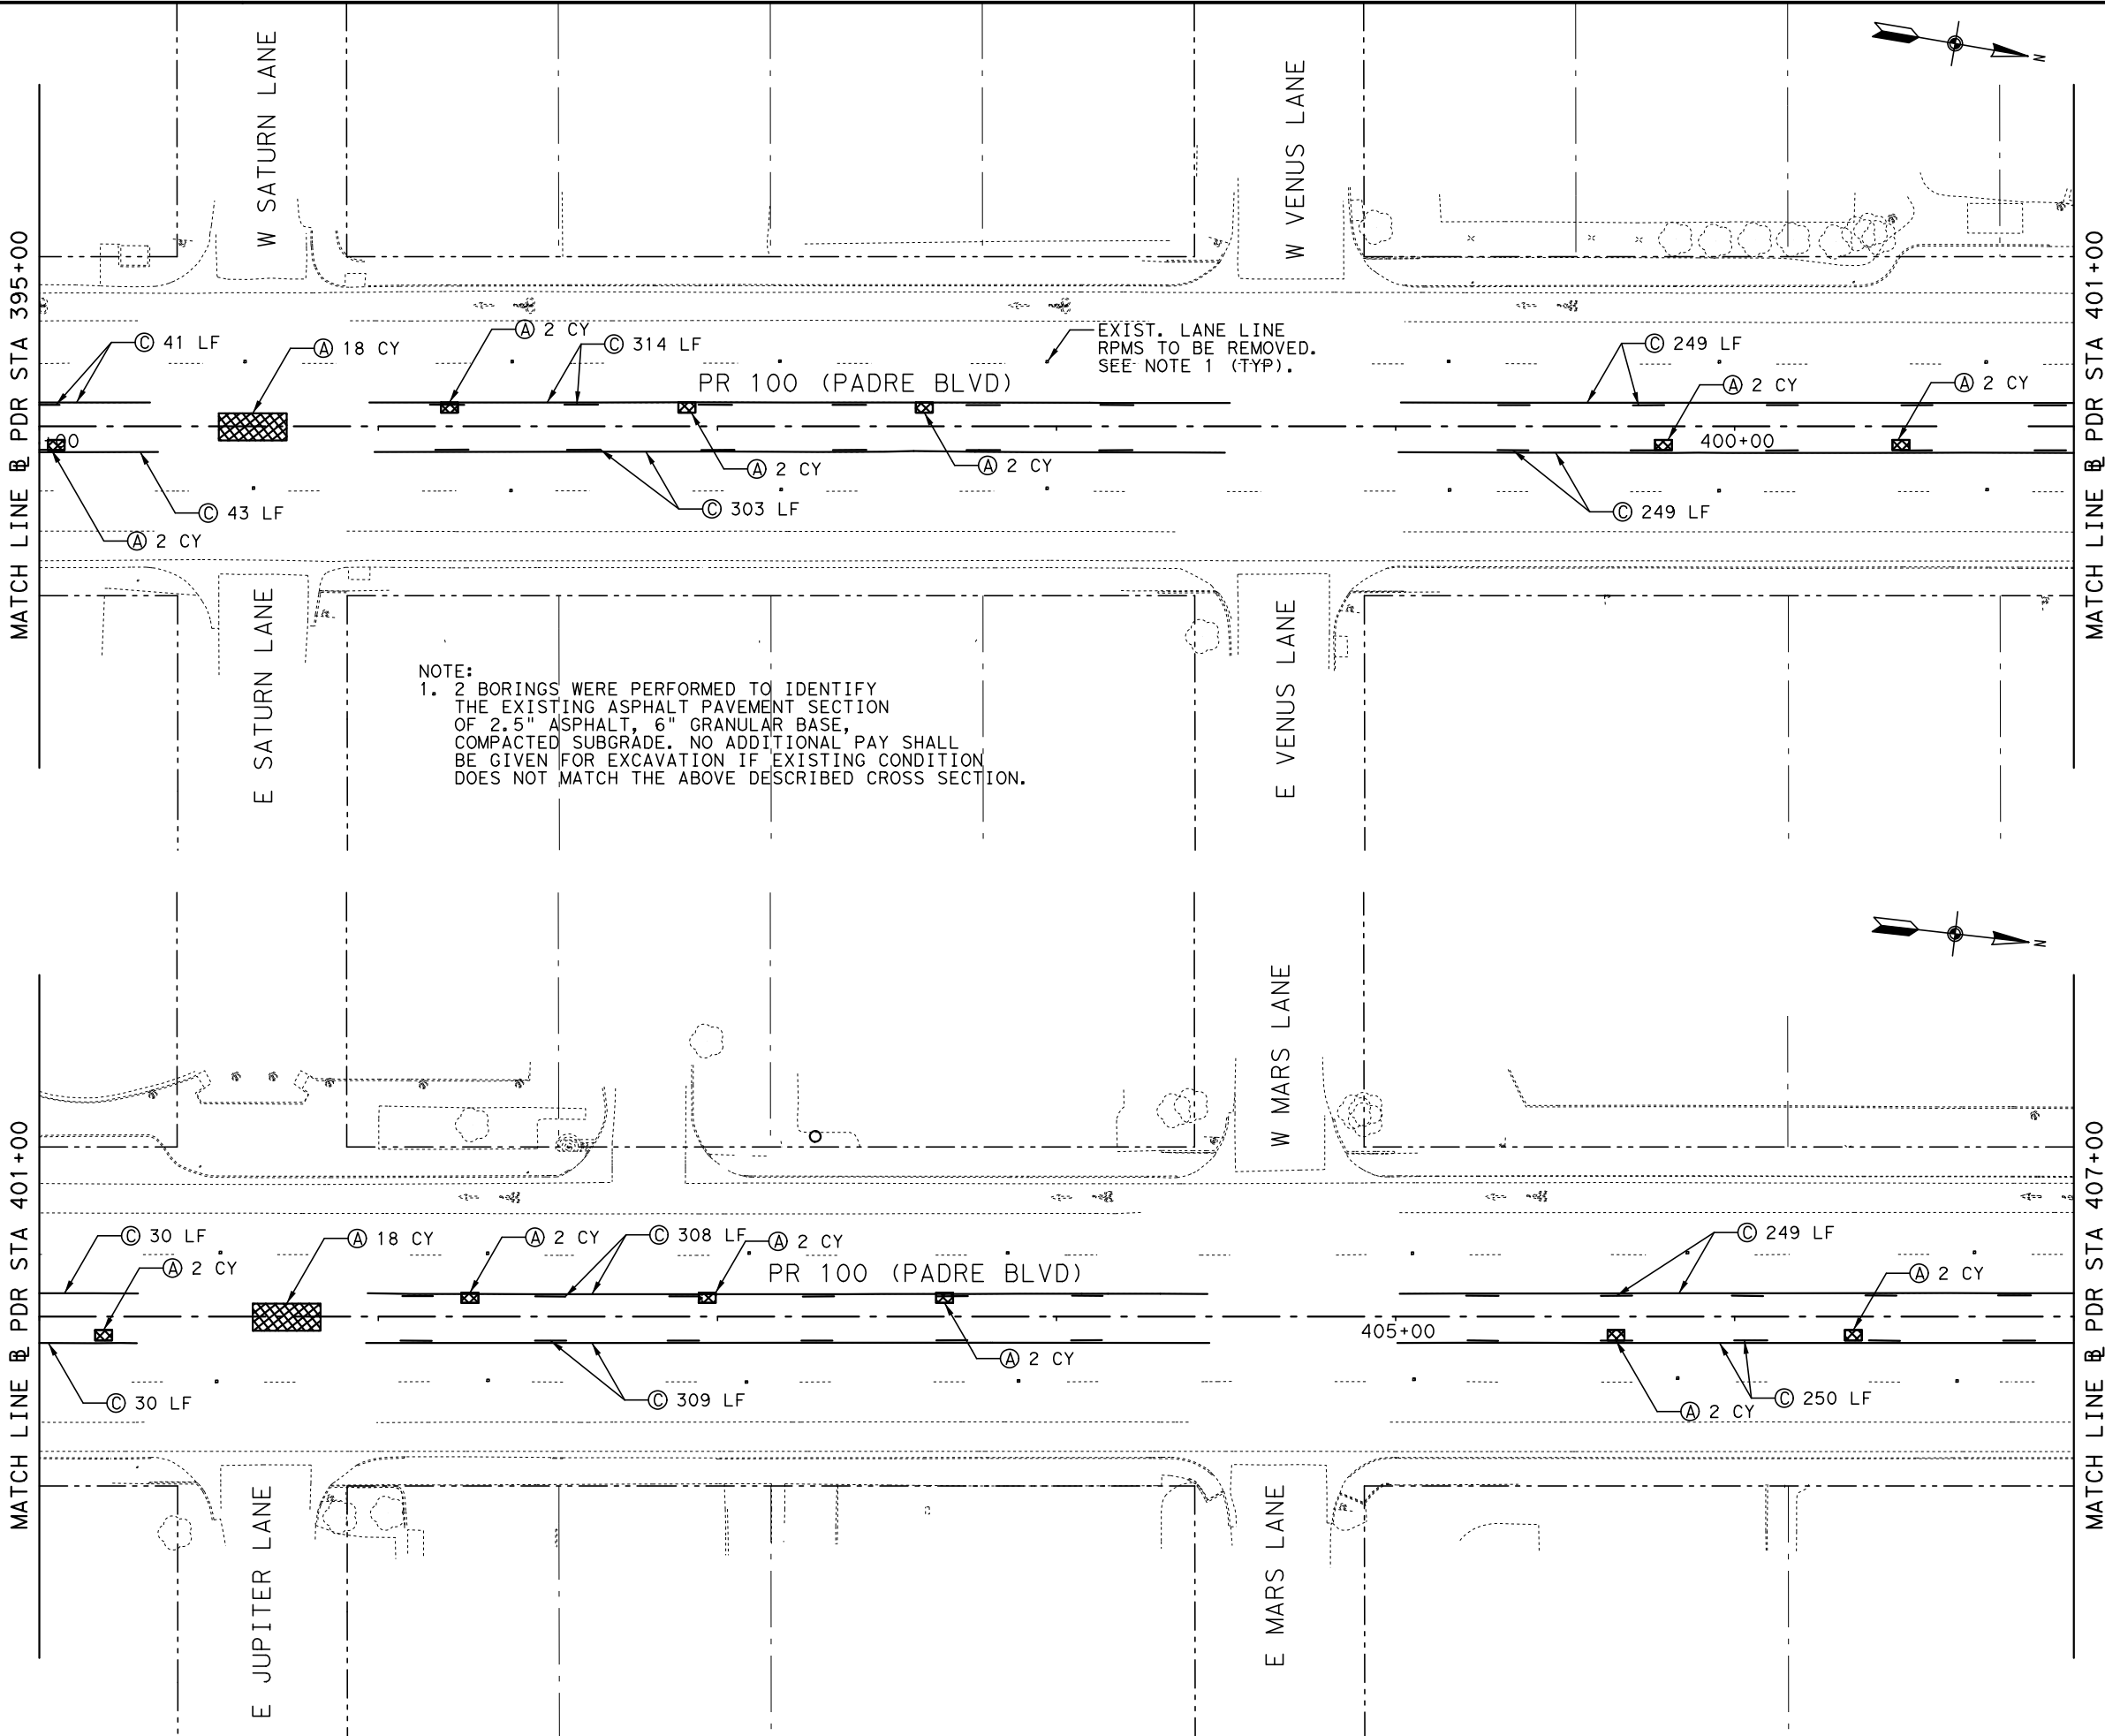 W SATURN LANE
W VENUS LANE
N
MATCH LINE ℄ PDR STA 395+00
MATCH LINE ℄ PDR STA 401+00
Ⓒ 41 LF
Ⓐ 18 CY
Ⓐ 2 CY
Ⓒ 314 LF
EXIST. LANE LINE
RPMS TO BE REMOVED.
SEE NOTE 1 (TYP).
Ⓒ 249 LF
Ⓐ 2 CY
Ⓐ 2 CY
PR 100 (PADRE BLVD)
+00
400+00
Ⓐ 2 CY
Ⓐ 2 CY
Ⓒ 43 LF
Ⓒ 303 LF
Ⓒ 249 LF
Ⓐ 2 CY
E SATURN LANE
E VENUS LANE
NOTE:
1. 2 BORINGS WERE PERFORMED TO IDENTIFY
THE EXISTING ASPHALT PAVEMENT SECTION
OF 2.5" ASPHALT, 6" GRANULAR BASE,
COMPACTED SUBGRADE. NO ADDITIONAL PAY SHALL
BE GIVEN FOR EXCAVATION IF EXISTING CONDITION
DOES NOT MATCH THE ABOVE DESCRIBED CROSS SECTION.
N
W MARS LANE
MATCH LINE ℄ PDR STA 401+00
MATCH LINE ℄ PDR STA 407+00
Ⓒ 30 LF
Ⓐ 2 CY
Ⓐ 18 CY
Ⓐ 2 CY
Ⓒ 308 LF
Ⓐ 2 CY
Ⓒ 249 LF
Ⓐ 2 CY
PR 100 (PADRE BLVD)
405+00
Ⓐ 2 CY
Ⓒ 30 LF
Ⓒ 309 LF
Ⓒ 250 LF
Ⓐ 2 CY
E JUPITER LANE
E MARS LANE